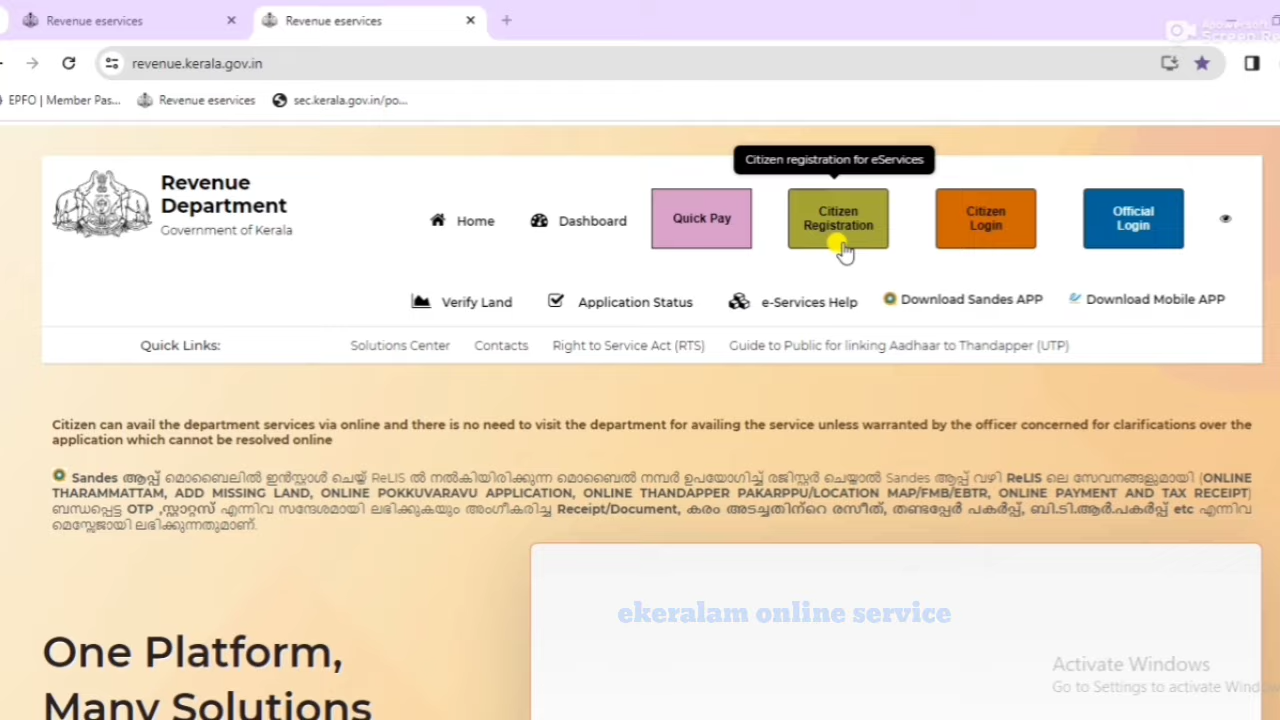 Revenue eservices
Revenue eservices
revenue.kerala.gov.in
EPFO | Member Pas...
Revenue eservices
sec.kerala.gov.in/po...
Citizen registration for eServices
Revenue
Department
Government of Kerala
Home
Dashboard
Quick Pay
Citizen
Registration
Citizen
Login
Official
Login
Verify Land
Application Status
e-Services Help
Download Sandes APP
Download Mobile APP
Quick Links:
Solutions Center
Contacts
Right to Service Act (RTS)
Guide to Public for linking Aadhaar to Thandapper (UTP)
Citizen can avail the department services via online and there is no need to visit the department for availing the service unless warranted by the officer concerned for clarifications over the
application which cannot be resolved online
Sandes ആപ്പ് മൊബൈലിൽ ഇൻസ്റ്റാൾ ചെയ്ത് ReLIS ൽ നൽകിയിരിക്കുന്ന മൊബൈൽ നമ്പർ ഉപയോഗിച്ച് രജിസ്റ്റർ ചെയ്യാൽ Sandes ആപ്പ് വഴി ReLIS ലെ സേവനങ്ങളുമായി (ONLINE
THARAMMATTAM, ADD MISSING LAND, ONLINE POKKUVARAVU APPLICATION, ONLINE THANDAPPER PAKARPPU/LOCATION MAP/FMB/EBTR, ONLINE PAYMENT AND TAX RECEIPT)
ബന്ധപ്പെട്ട OTP ,സ്റ്റാറ്റസ് എന്നിവ സന്ദേശമായി ലഭിക്കുകയും അംഗീകരിച്ച Receipt/Document, കരം അടച്ചതിന്റെ രസീത്, തണ്ടപ്പേർ പകർപ്പ്, ബി.ടി.ആർ.പകർപ്പ് etc എന്നിവ
മെസ്സേജായി ലഭിക്കുന്നതുമാണ്.
ekeralam online service
One Platform,
Many Solutions
Activate Windows
Go to Settings to activate